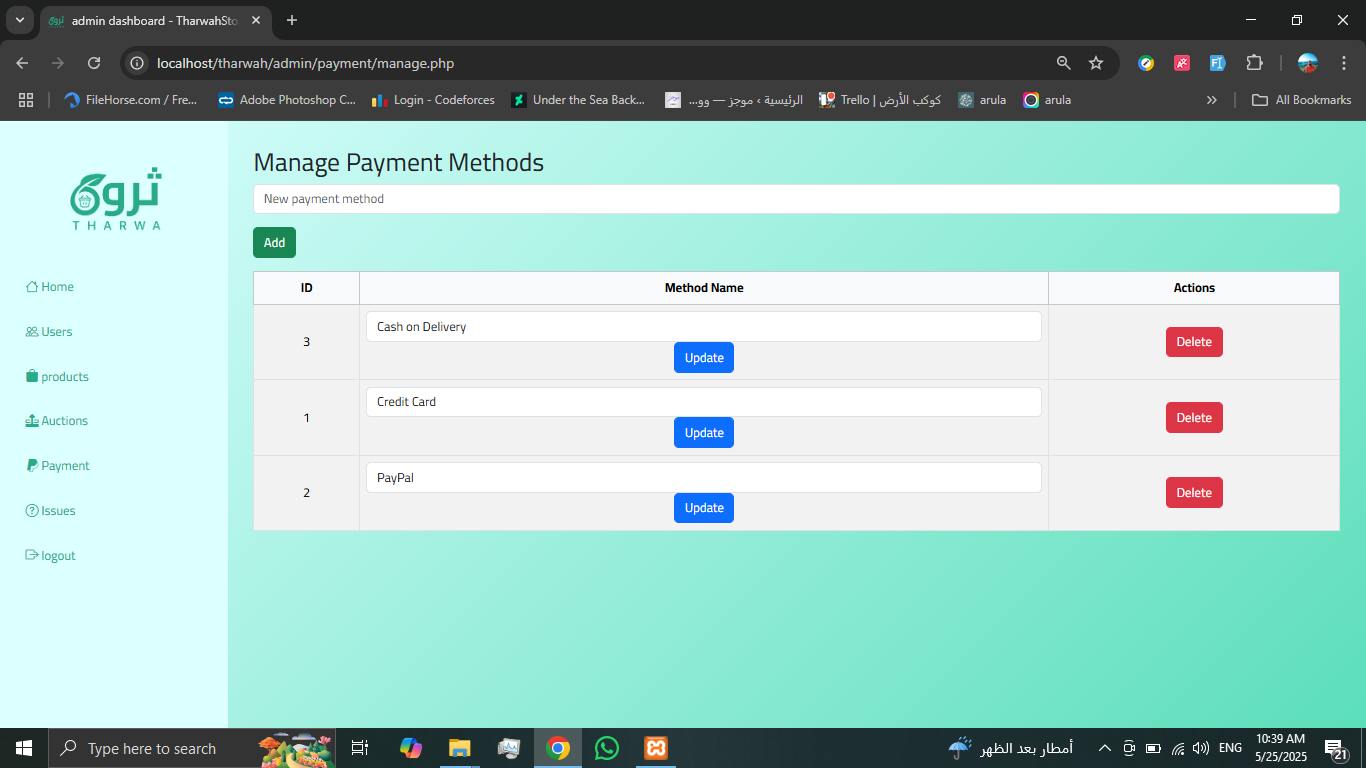 admin dashboard - TharwahSto
localhost/tharwah/admin/payment/manage.php
FileHorse.com / Fre...
Adobe Photoshop C...
Login - Codeforces
Under the Sea Back...
الرئيسية › موجز — وو...
كوكب الأرض | Trello
arula
arula
All Bookmarks
ثروة
THARWA
Home
Users
products
Auctions
Payment
Issues
logout
Manage Payment Methods
New payment method
Add
ID Method Name Actions
3 Cash on Delivery Update Delete
1 Credit Card Update Delete
2 PayPal Update Delete
Type here to search
أمطار بعد الظهر
ENG
10:39 AM
5/25/2025
21